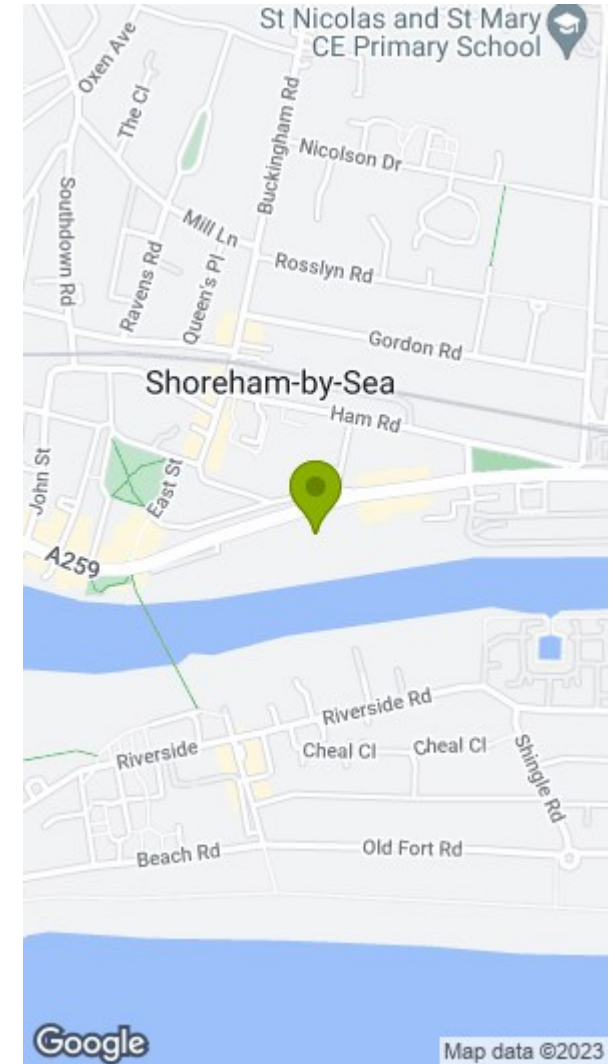 St Nicolas and St Mary
CE Primary School
Oxen Ave
The Cl
Buckingham Rd
Nicolson Dr
Southdown Rd
Mill Ln
Ravens Rd
Queen's Pl
Rosslyn Rd
Gordon Rd
Shoreham-by-Sea
Ham Rd
John St
East St
A259
Riverside Rd
Riverside
Cheal Cl
Cheal Cl
Shingle Rd
Beach Rd
Old Fort Rd
Google
Map data ©2023